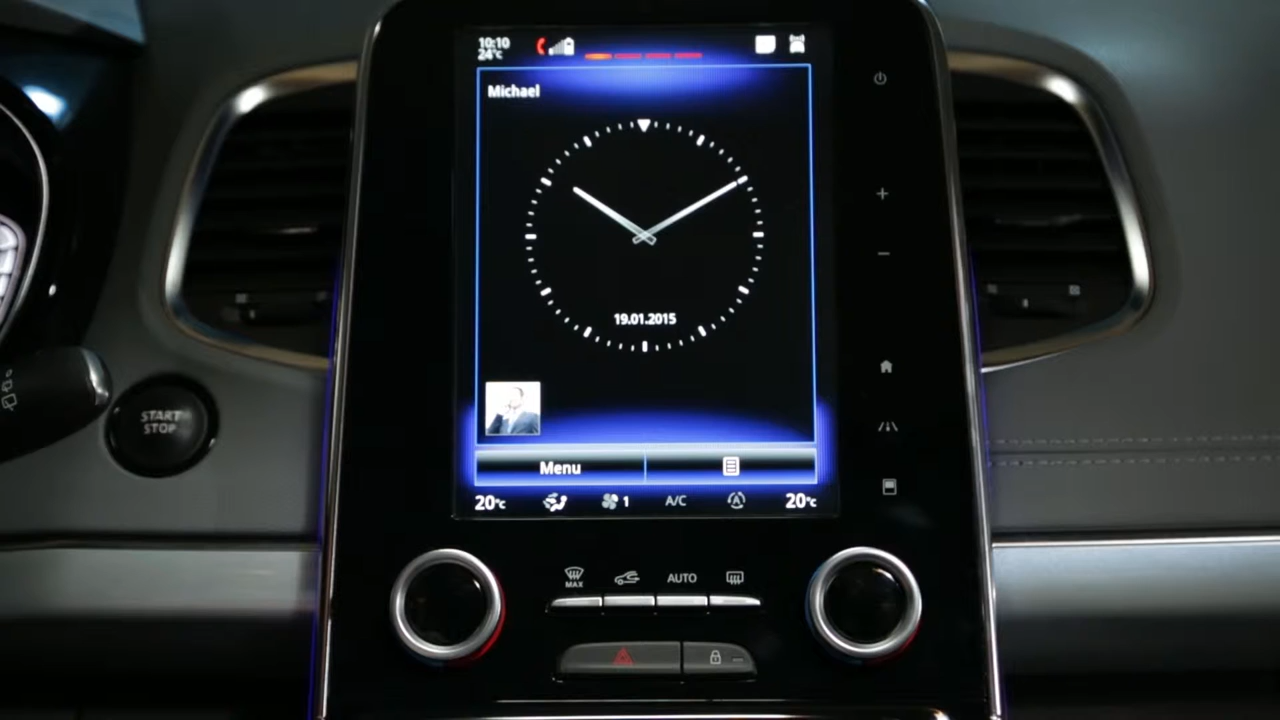 10:10
24°C
Michael
19.01.2015
START
STOP
Menu
20°C 1 A/C A 20°C
MAX AUTO